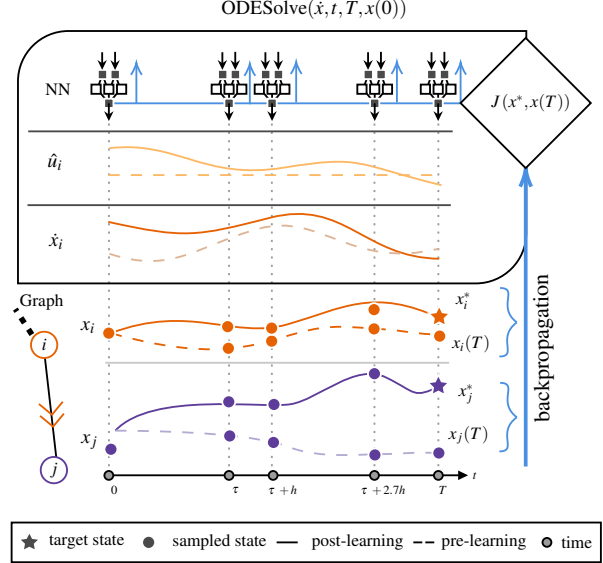 ODESolve(ẋ, t, T, x(0))
NN
J(x*, x(T))
û_i
ẋ_i
Graph
i
j
x_i
x_i*
x_i(T)
x_j
x_j*
x_j(T)
backpropagation
0
τ
τ + h
τ + 2.7h
T
t
target state
sampled state
post-learning
pre-learning
time